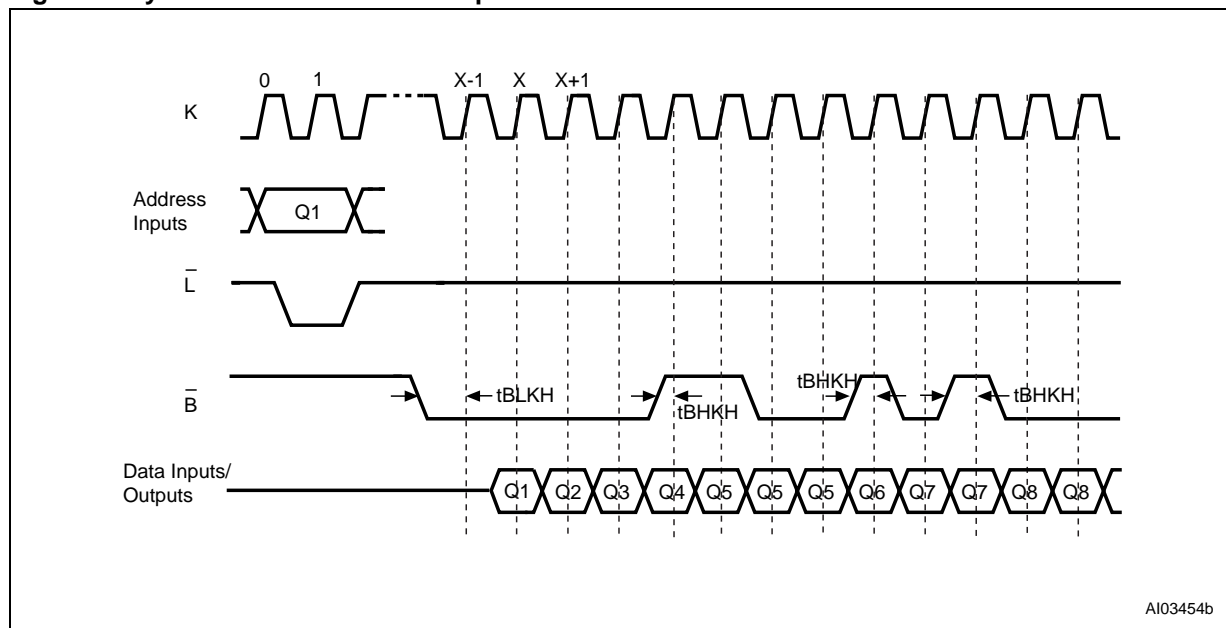 0 1 X-1 X X+1
K
Address
Inputs
Q1
L
B
tBLKH
tBHKH
tBHKH
tBHKH
Data Inputs/
Outputs
Q1 Q2 Q3 Q4 Q5 Q5 Q5 Q6 Q7 Q7 Q8 Q8
AI03454b